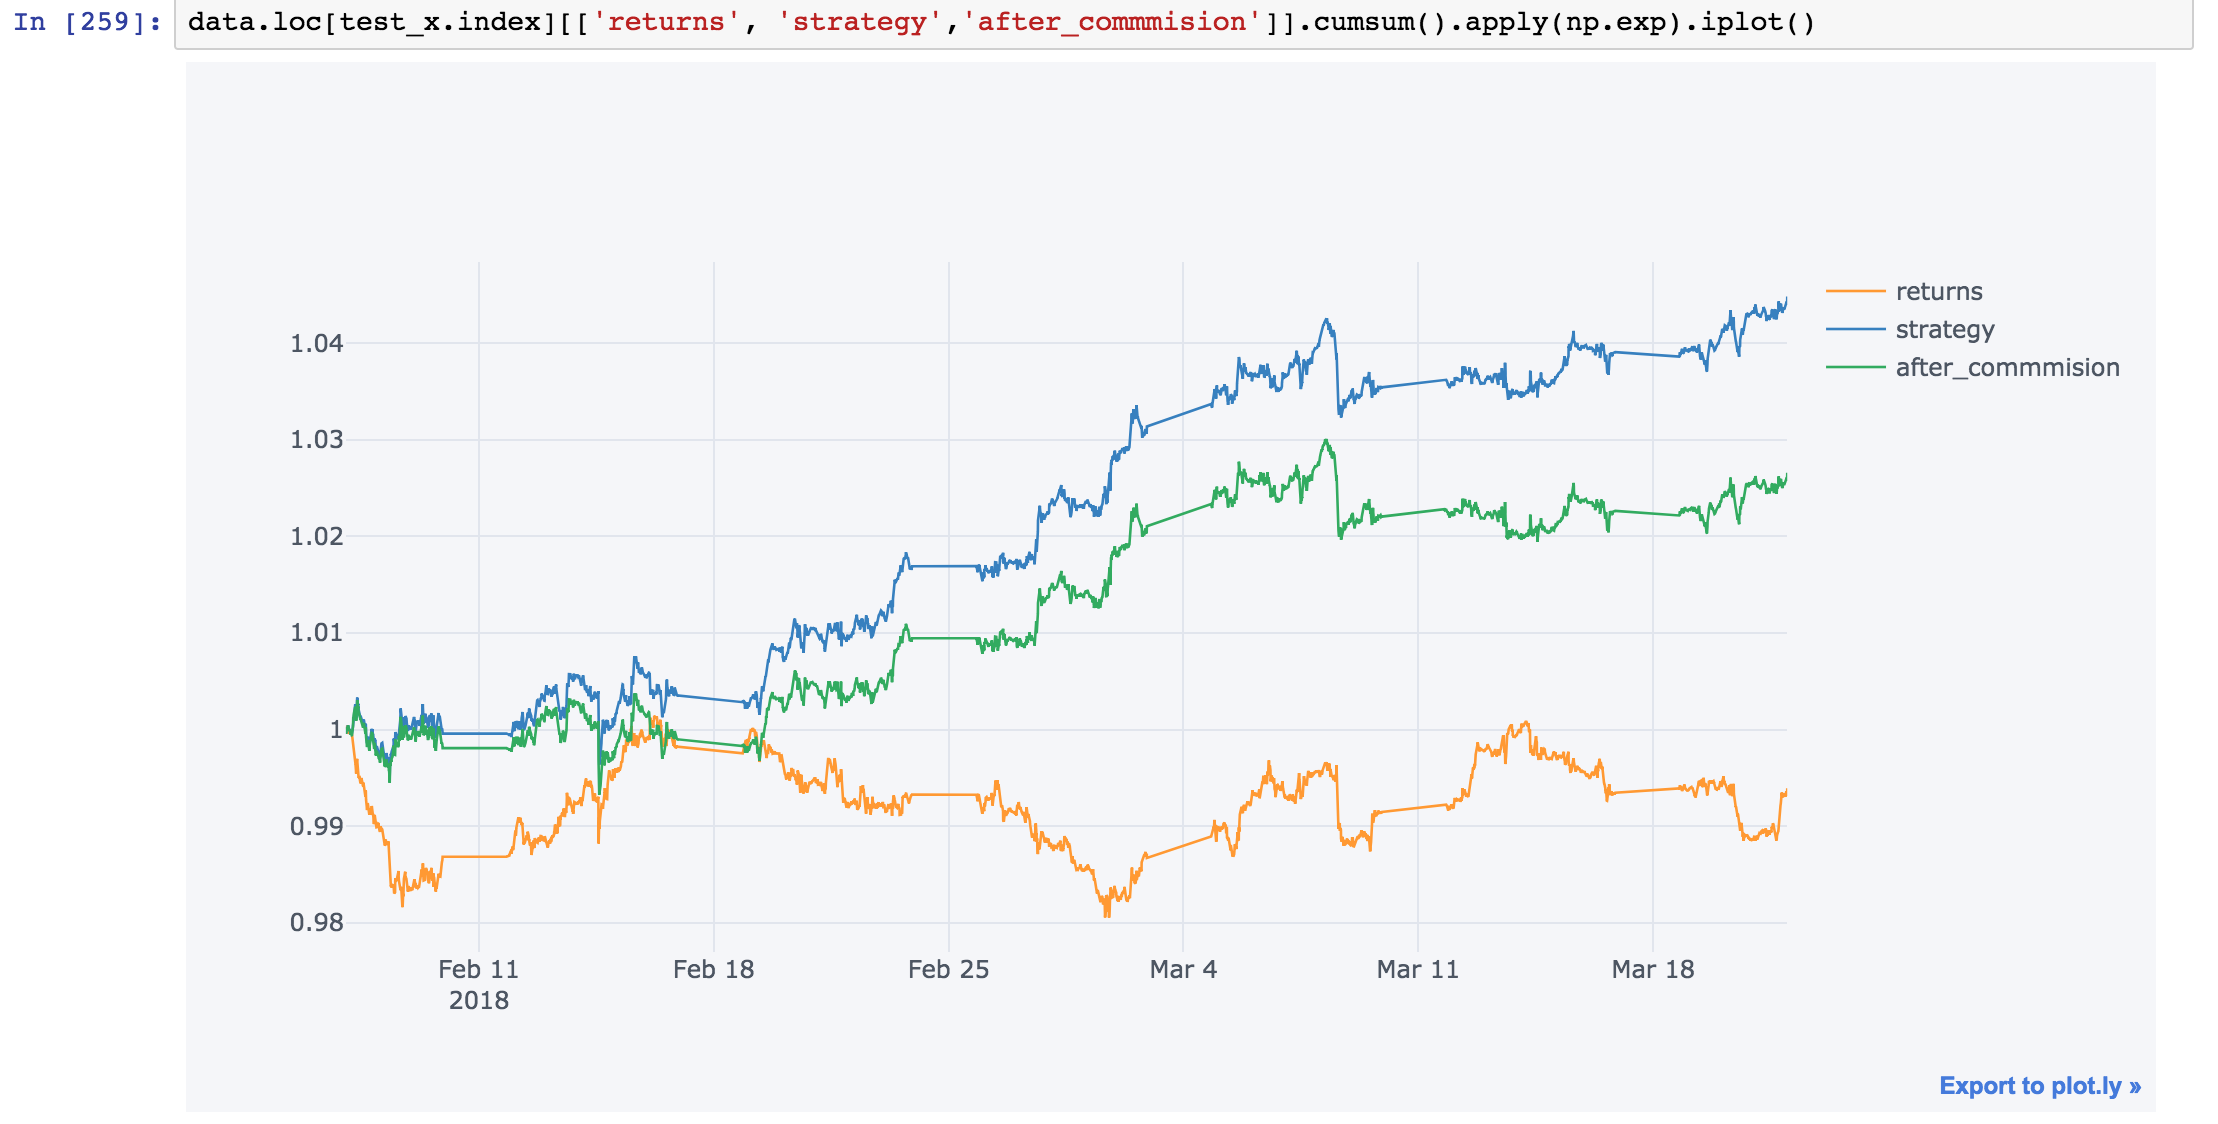 In [259]: data.loc[test_x.index][['returns', 'strategy','after_commmision']].cumsum().apply(np.exp).iplot()
returns
strategy
after_commmision
1.04
1.03
1.02
1.01
1
0.99
0.98
Feb 11 Feb 18 Feb 25 Mar 4 Mar 11 Mar 18
2018
Export to plot.ly »